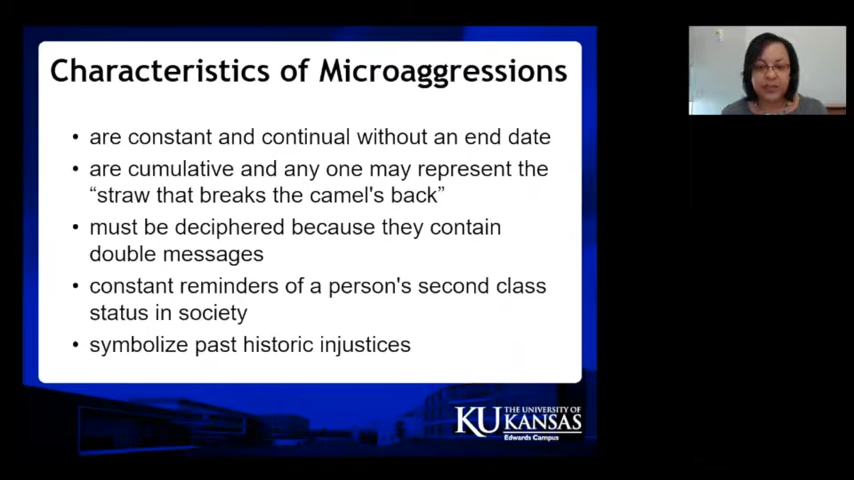 Characteristics of Microaggressions
• are constant and continual without an end date
• are cumulative and any one may represent the
“straw that breaks the camel's back”
• must be deciphered because they contain
double messages
• constant reminders of a person's second class
status in society
• symbolize past historic injustices
KU THE UNIVERSITY OF
KANSAS
Edwards Campus